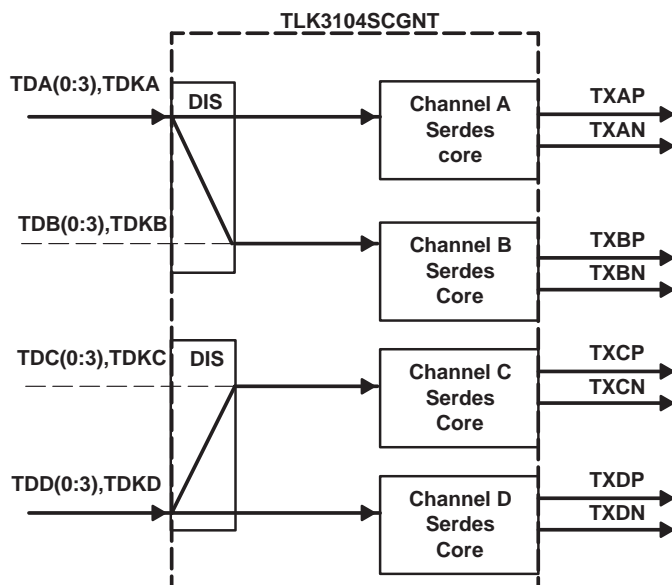 TLK3104SCGNT
TDA(0:3),TDKA
DIS
Channel A
Serdes
core
TXAP
TXAN
TDB(0:3),TDKB
Channel B
Serdes
Core
TXBP
TXBN
TDC(0:3),TDKC
DIS
Channel C
Serdes
Core
TXCP
TXCN
TDD(0:3),TDKD
Channel D
Serdes
Core
TXDP
TXDN